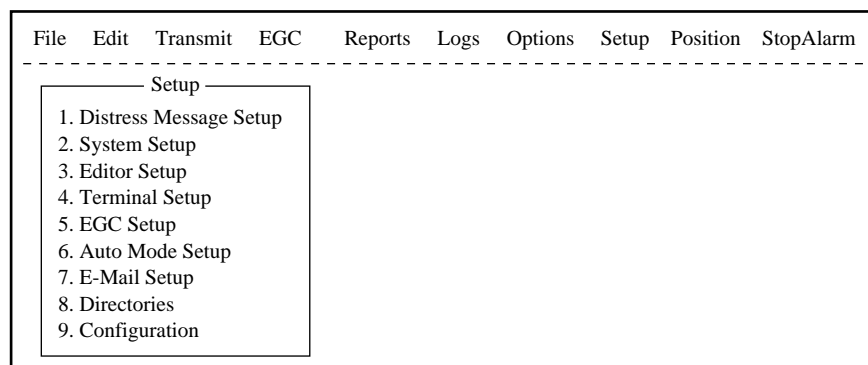 File Edit Transmit EGC Reports Logs Options Setup Position StopAlarm
Setup
1. Distress Message Setup
2. System Setup
3. Editor Setup
4. Terminal Setup
5. EGC Setup
6. Auto Mode Setup
7. E-Mail Setup
8. Directories
9. Configuration